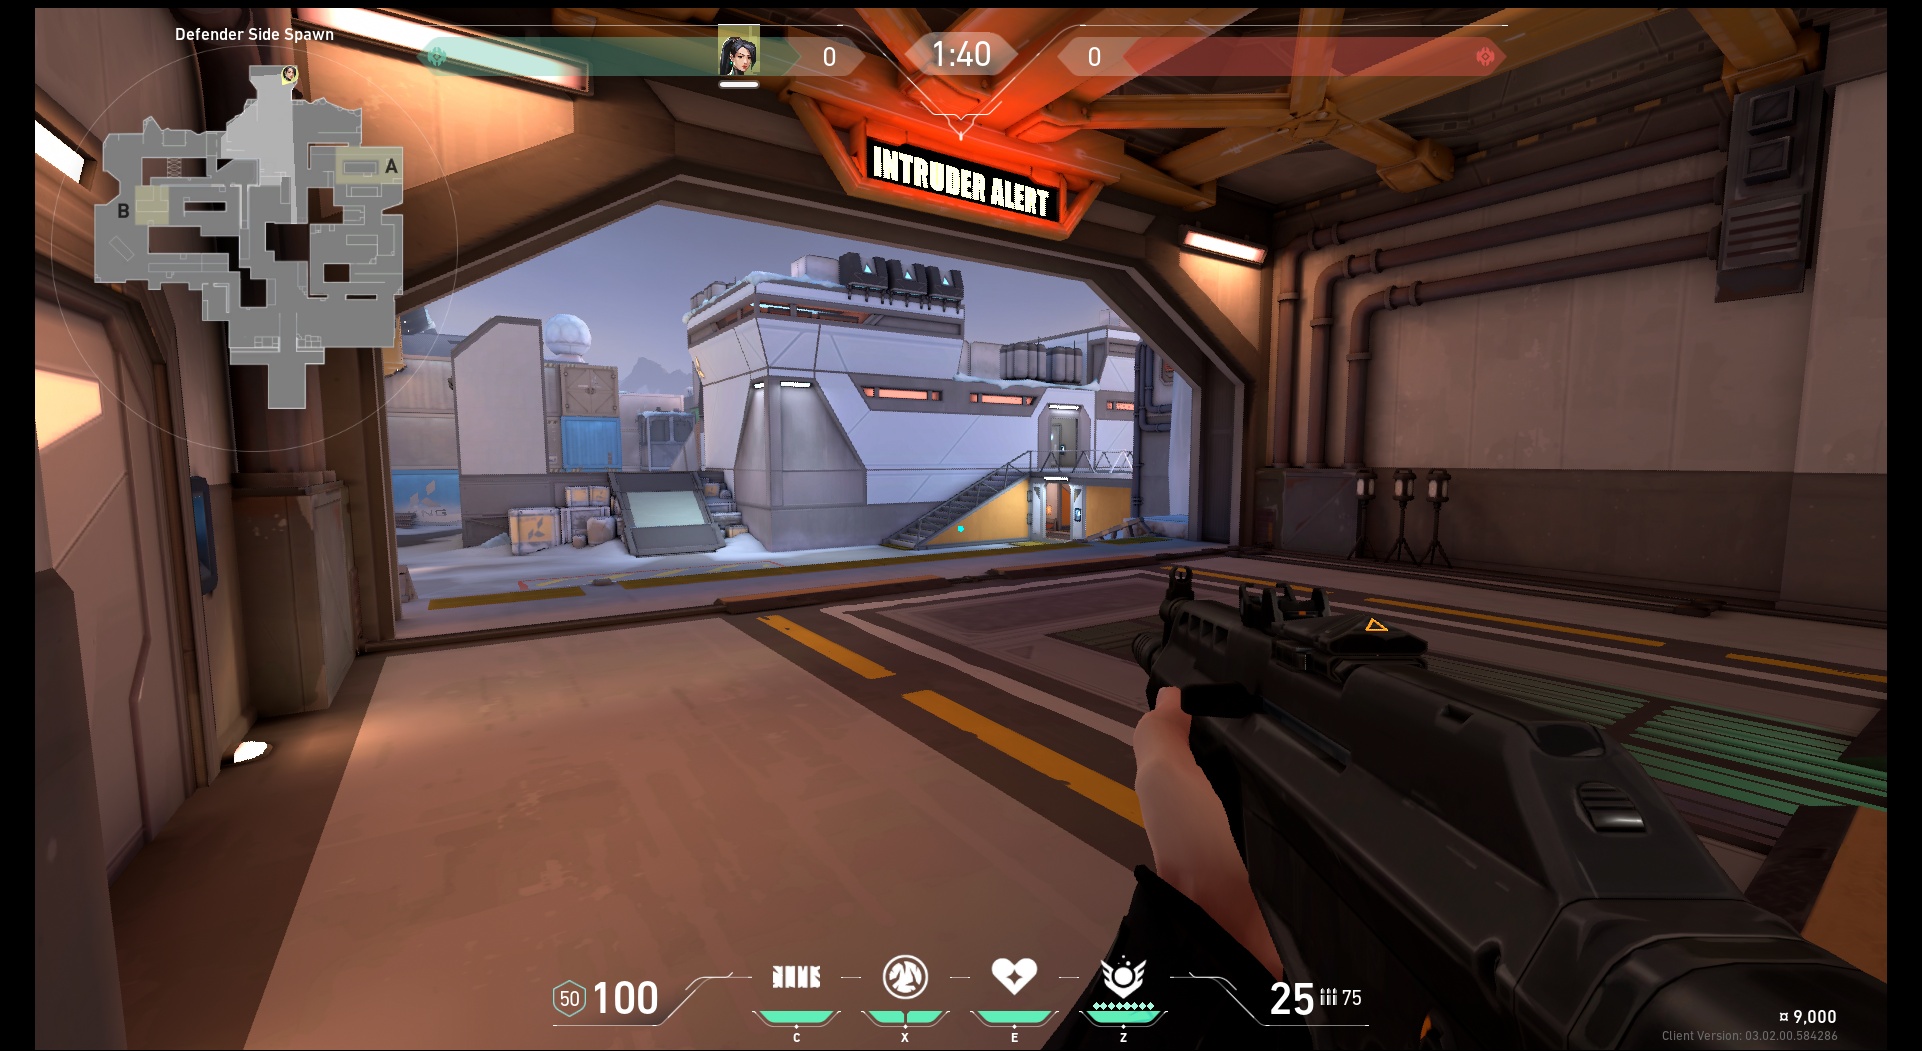 Defender Side Spawn
0
1:40
0
INTRUDER ALERT
A
B
50
100
25
75
C
X
E
Z
¤ 9,000
Client Version: 03.02.00.584286